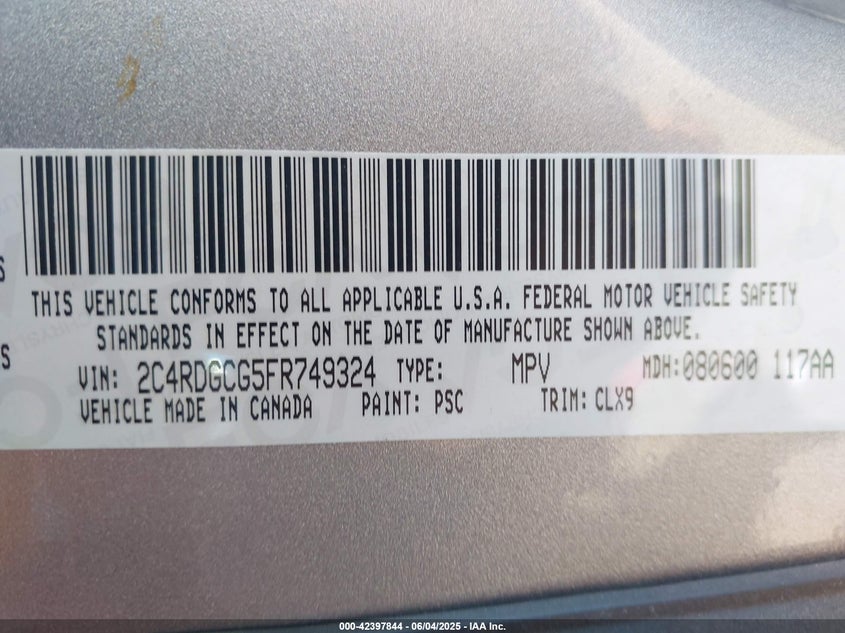 S
THIS VEHICLE CONFORMS TO ALL APPLICABLE U.S.A. FEDERAL MOTOR VEHICLE SAFETY
STANDARDS IN EFFECT ON THE DATE OF MANUFACTURE SHOWN ABOVE.
S
VIN: 2C4RDGCG5FR749324 TYPE: MPV MDH:080600 117AA
VEHICLE MADE IN CANADA PAINT: PSC TRIM: CLX9
000-42397844 - 06/04/2025 - IAA Inc.